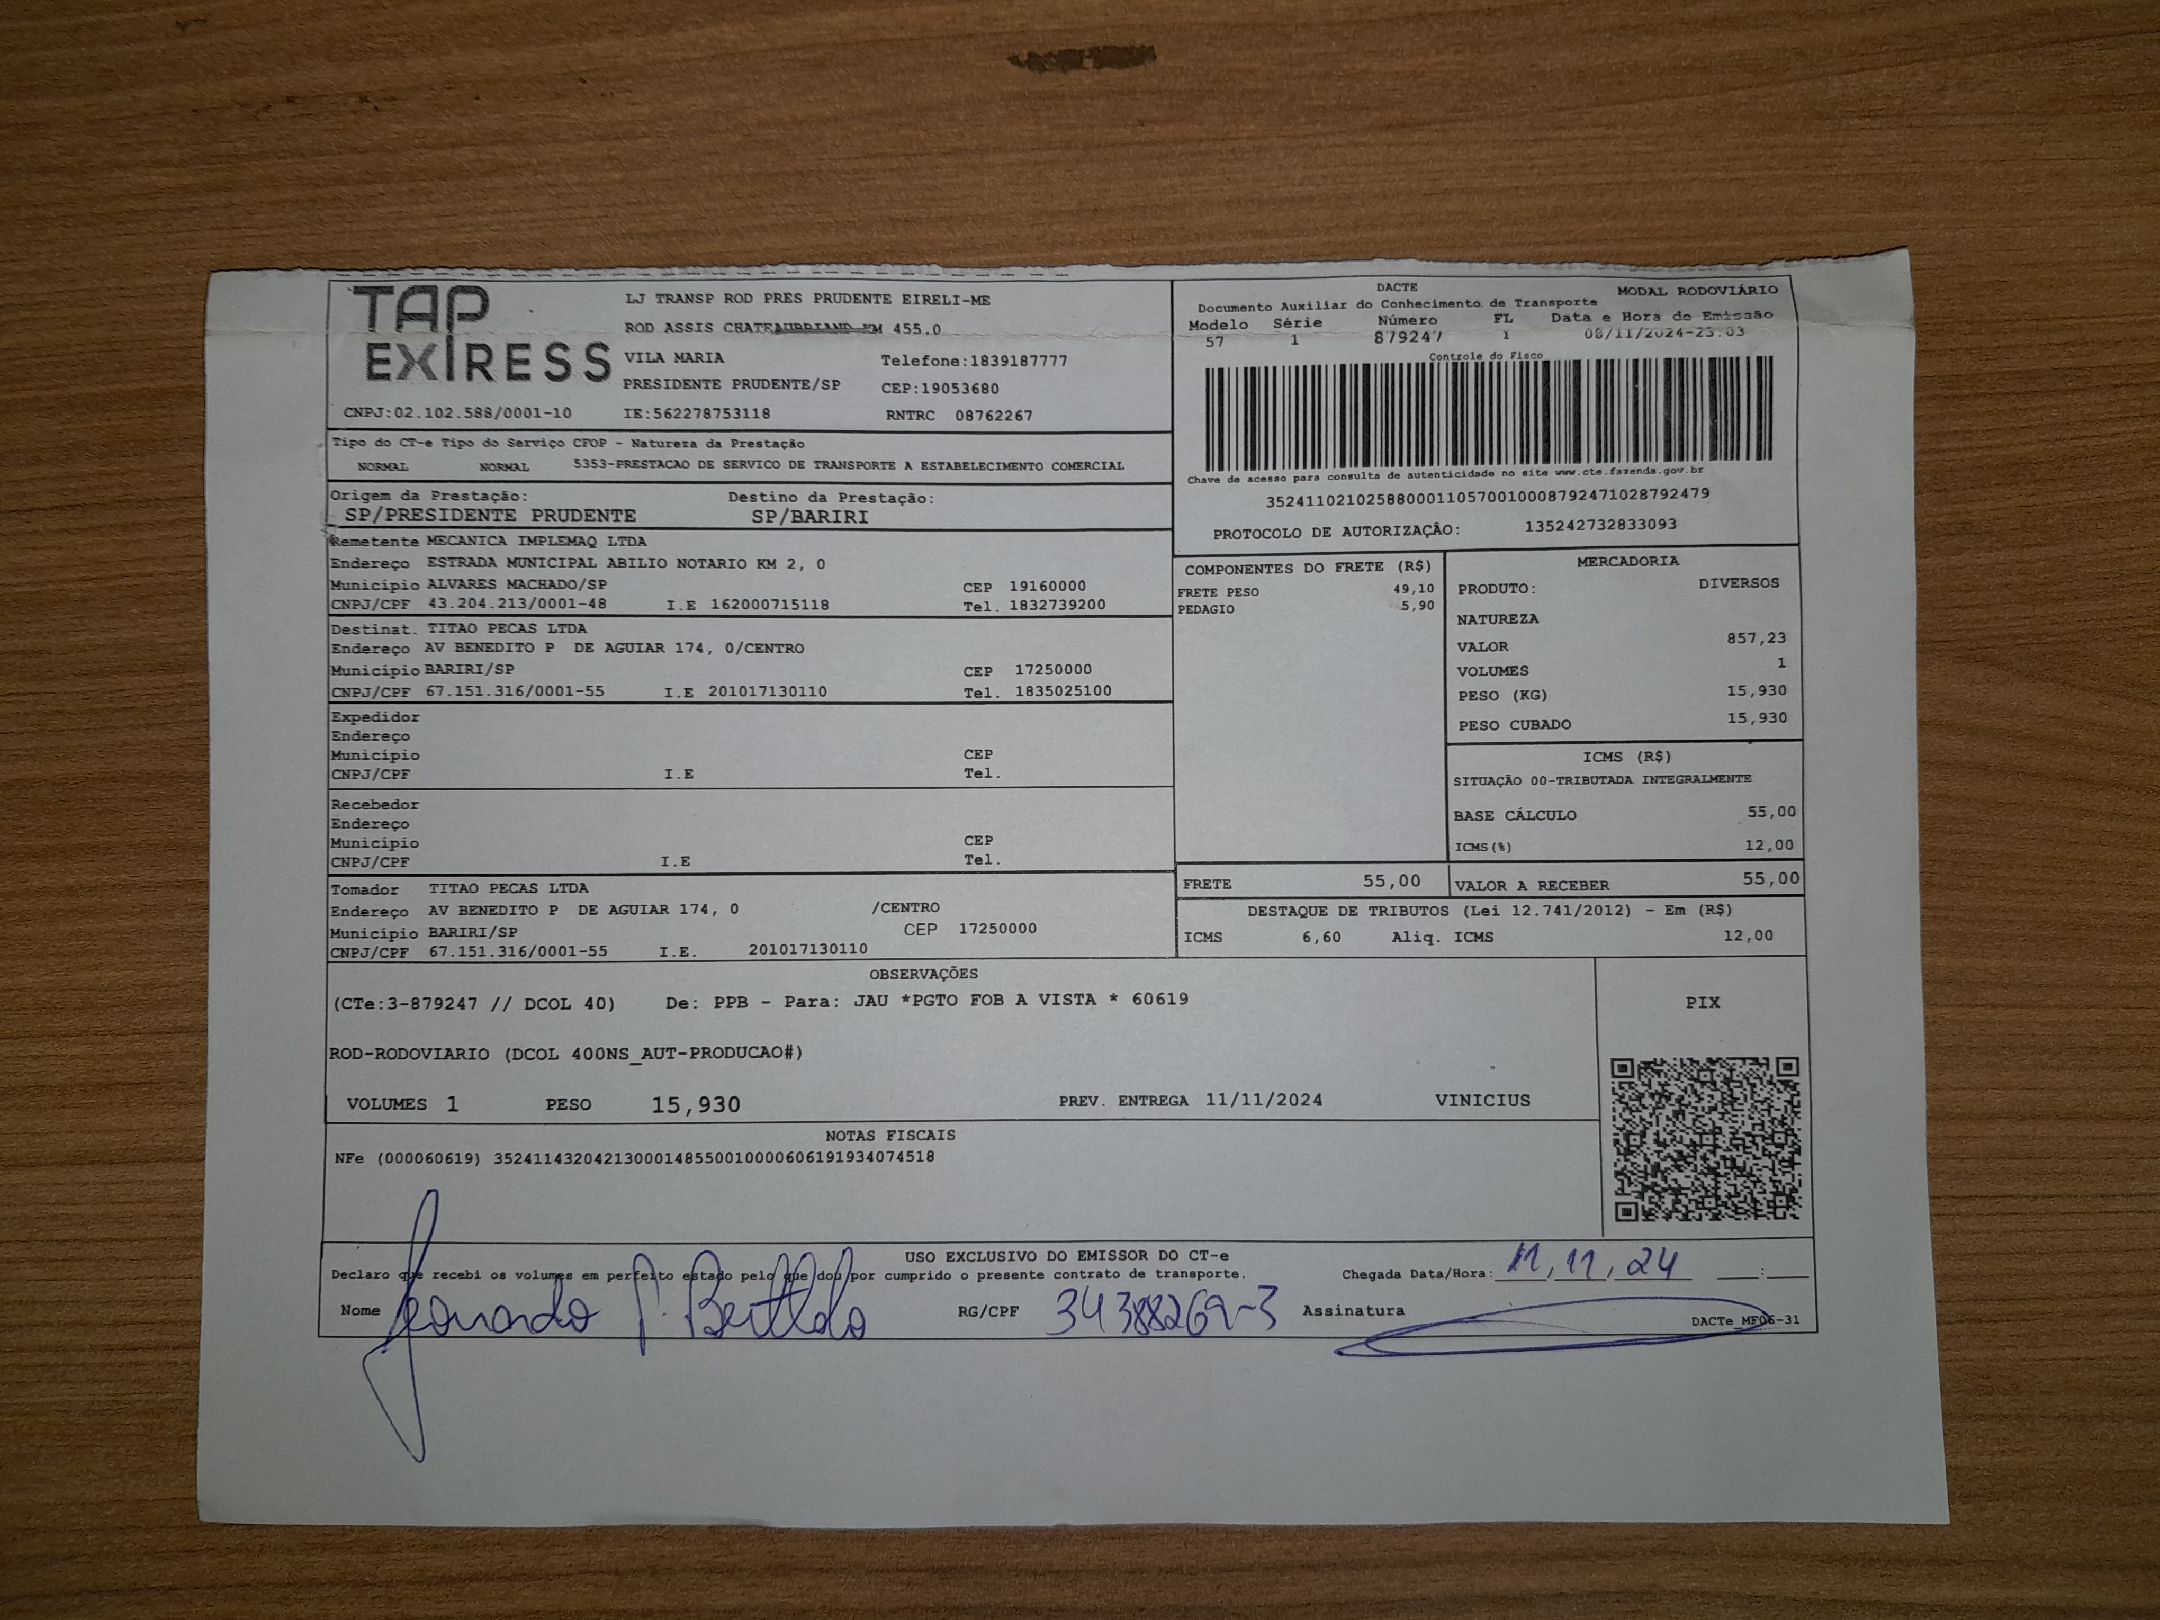 TAP
EXPRESS
LJ TRANSP ROD PRES PRUDENTE EIRELI-ME
ROD ASSIS CHATEAUBRIAND KM 455.0
VILA MARIA Telefone:1839187777
PRESIDENTE PRUDENTE/SP CEP:19053680
CNPJ:02.102.588/0001-10 IE:562278753118 RNTRC 08762267
DACTE
Documento Auxiliar do Conhecimento de Transporte MODAL RODOVIÁRIO
Modelo Série Número FL Data e Hora de Emissão
57 1 879247 1 08/11/2024-23:03
Controle do Fisco
Chave de acesso para consulta de autenticidade no site www.cte.fazenda.gov.br
35241102102588000110570010008792471028792479
PROTOCOLO DE AUTORIZAÇÃO: 135242732833093
Tipo do CT-e Tipo do Serviço CFOP - Natureza da Prestação
NORMAL NORMAL 5353-PRESTACAO DE SERVICO DE TRANSPORTE A ESTABELECIMENTO COMERCIAL
Origem da Prestação: Destino da Prestação:
SP/PRESIDENTE PRUDENTE SP/BARIRI
Remetente MECANICA IMPLEMAQ LTDA
Endereço ESTRADA MUNICIPAL ABILIO NOTARIO KM 2, 0
Município ALVARES MACHADO/SP CEP 19160000
CNPJ/CPF 43.204.213/0001-48 I.E 162000715118 Tel. 1832739200
Destinat. TITAO PECAS LTDA
Endereço AV BENEDITO P DE AGUIAR 174, 0/CENTRO
Município BARIRI/SP CEP 17250000
CNPJ/CPF 67.151.316/0001-55 I.E 201017130110 Tel. 1835025100
Expedidor
Endereço
Município CEP
CNPJ/CPF I.E Tel.
Recebedor
Endereço
Município CEP
CNPJ/CPF I.E Tel.
Tomador TITAO PECAS LTDA
Endereço AV BENEDITO P DE AGUIAR 174, 0 /CENTRO
Município BARIRI/SP CEP 17250000
CNPJ/CPF 67.151.316/0001-55 I.E. 201017130110
COMPONENTES DO FRETE (R$)
FRETE PESO 49,10
PEDAGIO 5,90
MERCADORIA
PRODUTO: DIVERSOS
NATUREZA
VALOR 857,23
VOLUMES 1
PESO (KG) 15,930
PESO CUBADO 15,930
ICMS (R$)
SITUAÇÃO 00-TRIBUTADA INTEGRALMENTE
BASE CÁLCULO 55,00
ICMS(%) 12,00
FRETE 55,00 VALOR A RECEBER 55,00
DESTAQUE DE TRIBUTOS (Lei 12.741/2012) - Em (R$)
ICMS 6,60 Aliq. ICMS 12,00
OBSERVAÇÕES
(CTe:3-879247 // DCOL 40) De: PPB - Para: JAU *PGTO FOB A VISTA * 60619
ROD-RODOVIARIO (DCOL 400NS_AUT-PRODUCAO#)
VOLUMES 1 PESO 15,930 PREV. ENTREGA 11/11/2024 VINICIUS
PIX
NOTAS FISCAIS
NFe (000060619) 35241143204213000148550010000606191934074518
USO EXCLUSIVO DO EMISSOR DO CT-e
Declaro que recebi os volumes em perfeito estado pelo que dou por cumprido o presente contrato de transporte.
Chegada Data/Hora: 11, 11, 24 __:__
Nome Leonardo RG/CPF 34388269-3 Assinatura
DACTe_MF06-31